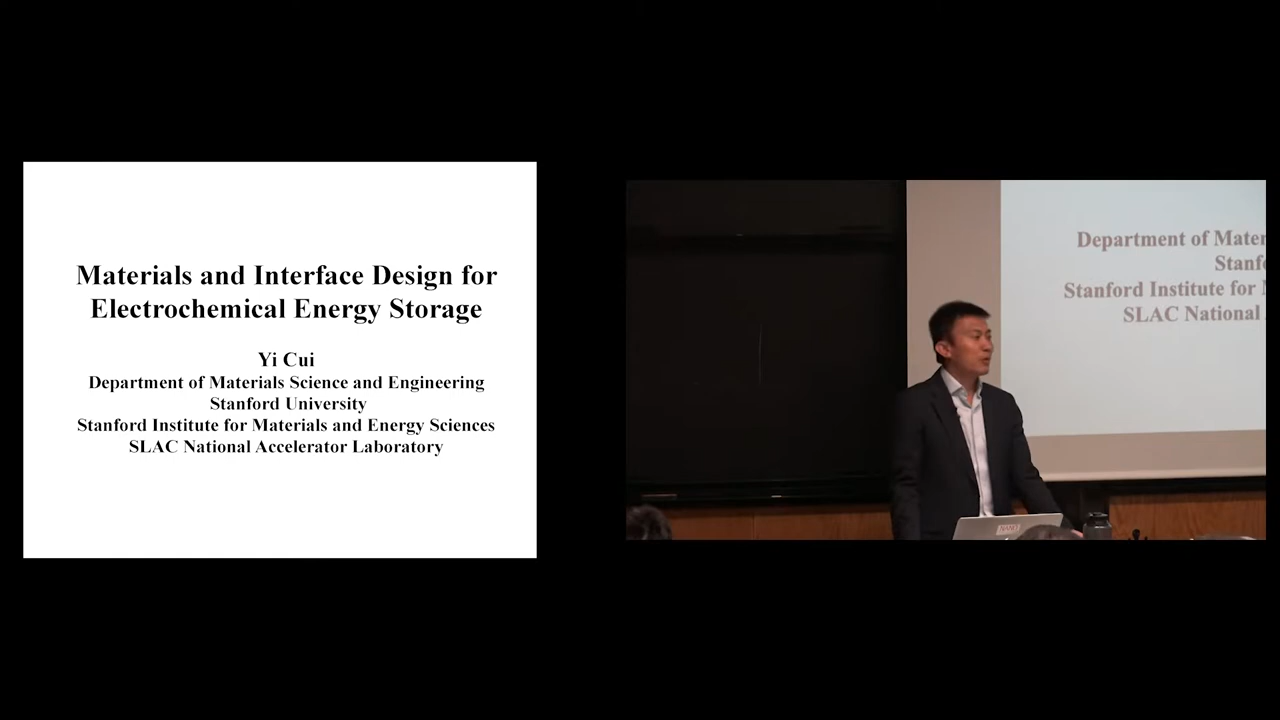 Materials and Interface Design for
Electrochemical Energy Storage
Yi Cui
Department of Materials Science and Engineering
Stanford University
Stanford Institute for Materials and Energy Sciences
SLAC National Accelerator Laboratory
Department of Mater
Stanf
Stanford Institute for
SLAC National